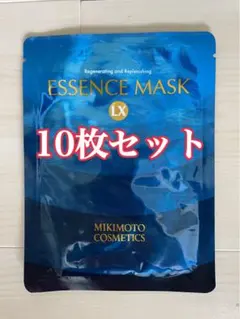 Regenerating and Replenishing
ESSENCE MASK
LX
10枚セット
MIKIMOTO
COSMETICS